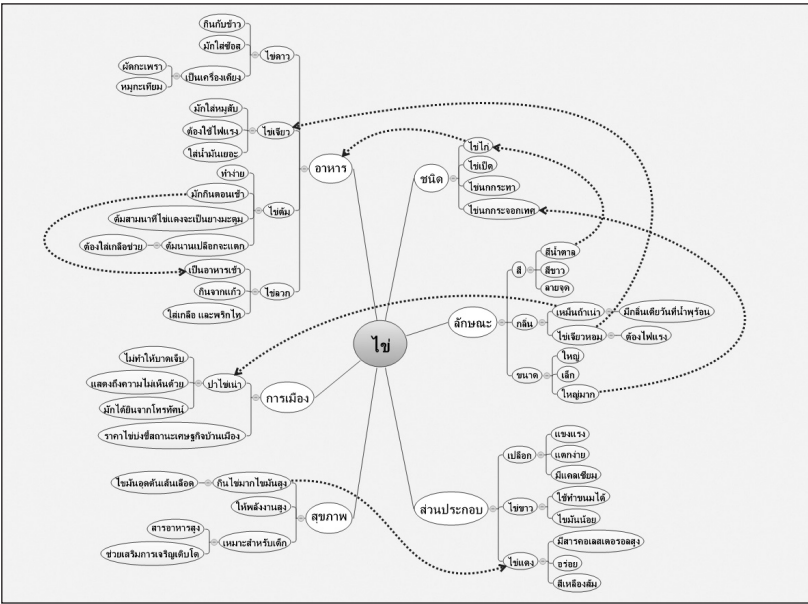 ไข่
อาหาร
ไข่ดาว
กินกับข้าว
มักใส่ซ้อส
เป็นเครื่องเคียง
ผัดกะเพรา
หมูกะเทียม
ไข่เจียว
มักใส่หมูสับ
ต้องใช้ไฟแรง
ใส่น้ำมันเยอะ
ไข่ต้ม
ทำง่าย
มักกินตอนเช้า
ต้มสามนาทีไข่แดงจะเป็นยางมะตูม
ต้มนานเปลือกจะแตก
ต้องใส่เกลือช่วย
ไข่ลวก
เป็นอาหารเช้า
กินจากแก้ว
ใส่เกลือ และพริกไท
ชนิด
ไข่ไก่
ไข่เป็ด
ไข่นกกระทา
ไข่นกกระจอกเทศ
ลักษณะ
สี
สีน้ำตาล
สีขาว
ลายจุด
กลิ่น
เหม็นถ้าเน่า
มีกลิ่นเดียวันที่น้ำพุร้อน
ไข่เจียวหอม
ต้องไฟแรง
ขนาด
ใหญ่
เล็ก
ใหญ่มาก
การเมือง
ปาไข่เน่า
ไม่ทำให้บาดเจ็บ
แสดงถึงความไม่เห็นด้วย
มักได้ยินจากโทรทัศน์
ราคาไข่บ่งชี้สถานะเศรษฐกิจบ้านเมือง
สุขภาพ
กินไข่มากไขมันสูง
ไขมันอุดตันเส้นเลือด
ให้พลังงานสูง
เหมาะสำหรับเด็ก
สารอาหารสูง
ช่วยเสริมการเจริญเติบโต
ส่วนประกอบ
เปลือก
แขงแรง
แตกง่าย
มีแคลเซียม
ไข่ขาว
ใช้ทำขนมได้
ไขมันน้อย
ไข่แดง
มีสารคอเลสเตอรอลสูง
อร่อย
สีเหลืองส้ม